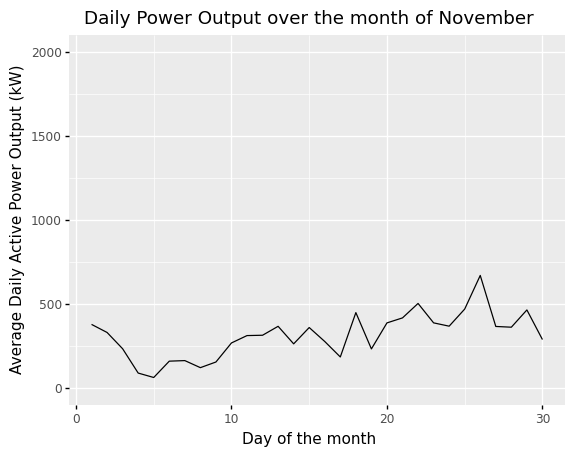 Daily Power Output over the month of November
2000
1500
1000
500
0
Average Daily Active Power Output (kW)
0 10 20 30
Day of the month